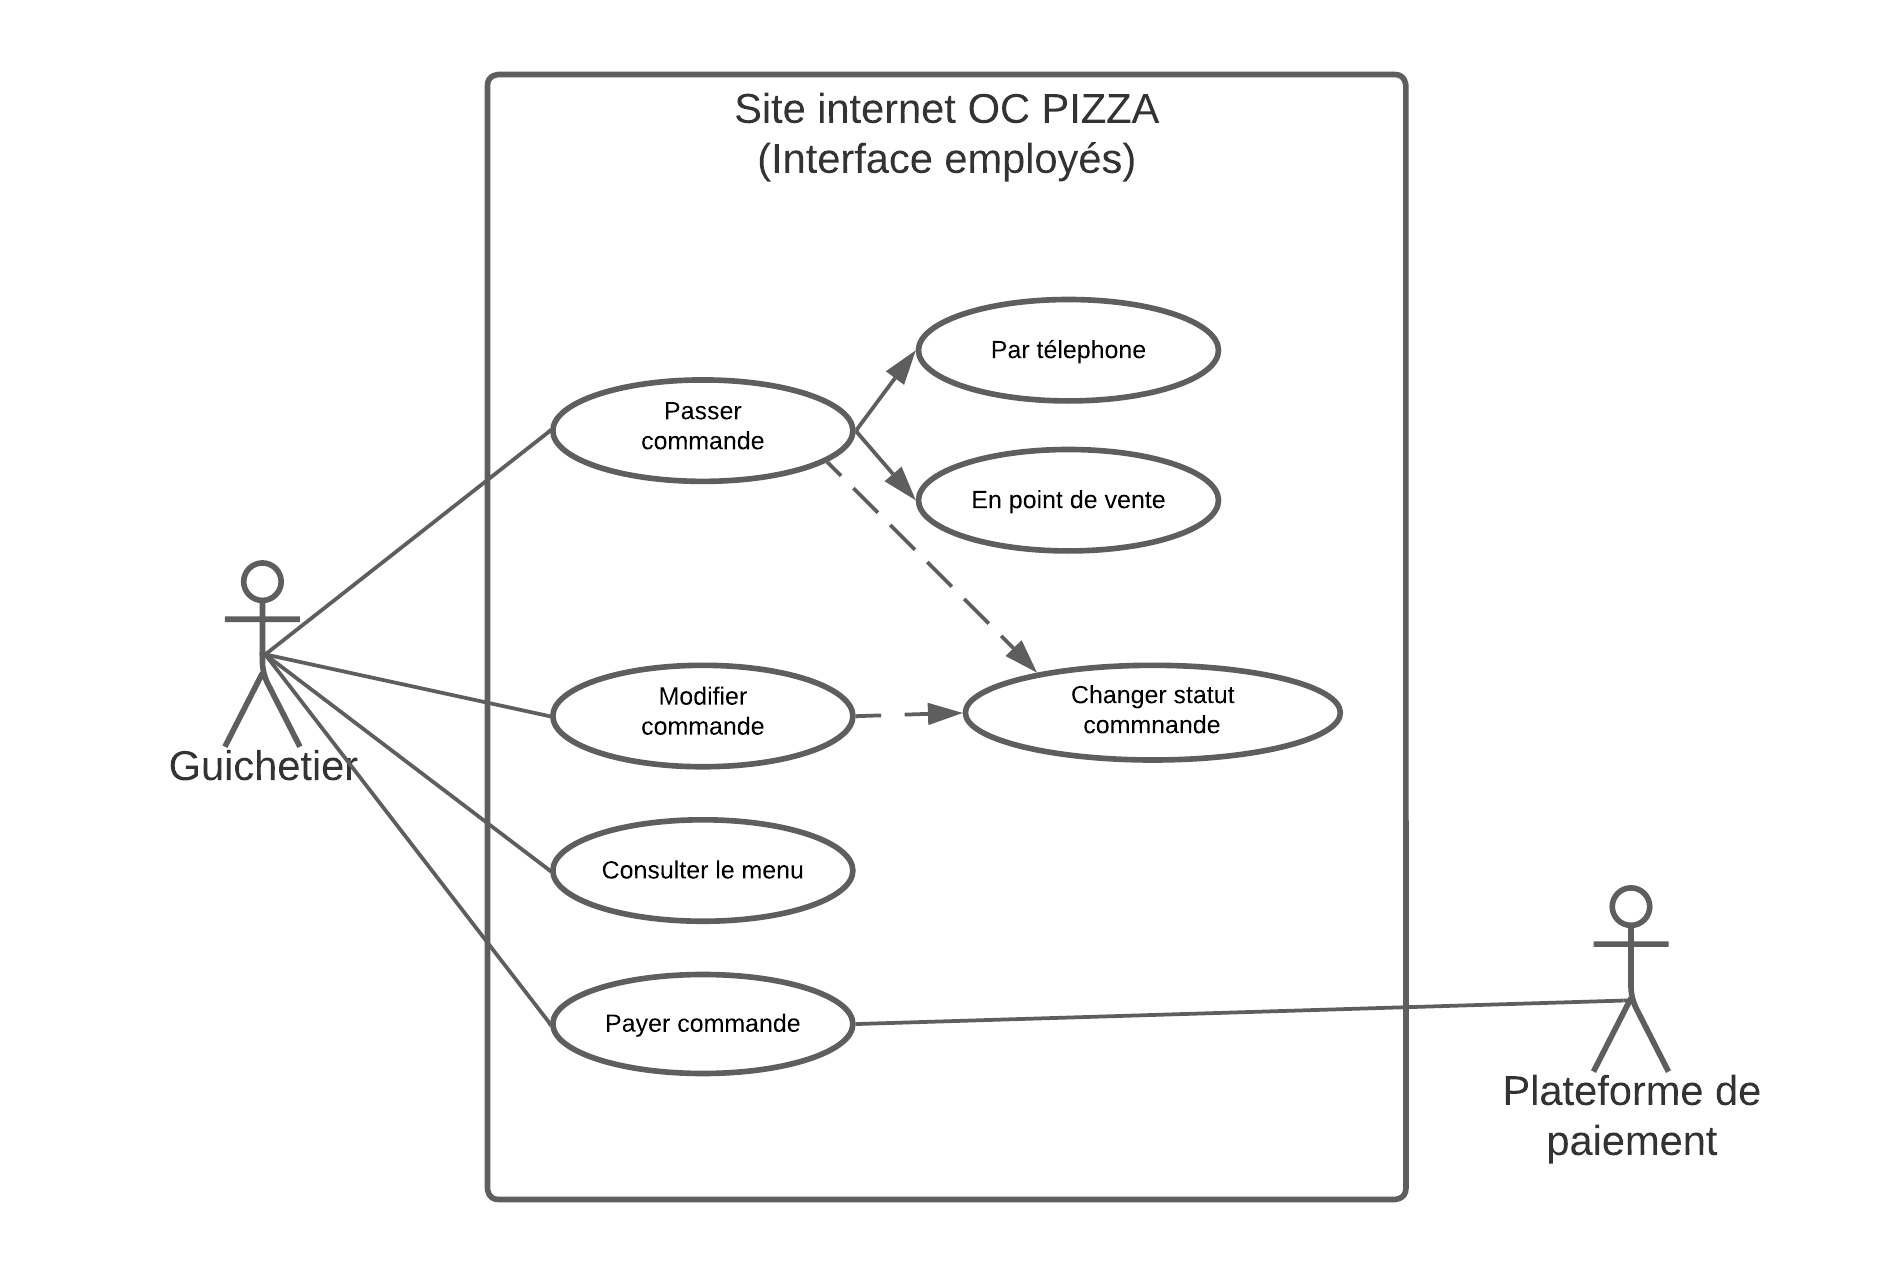 Site internet OC PIZZA
(Interface employés)
Par télephone
Passer
commande
En point de vente
Guichetier
Modifier
commande
Changer statut
commnande
Consulter le menu
Payer commande
Plateforme de
paiement